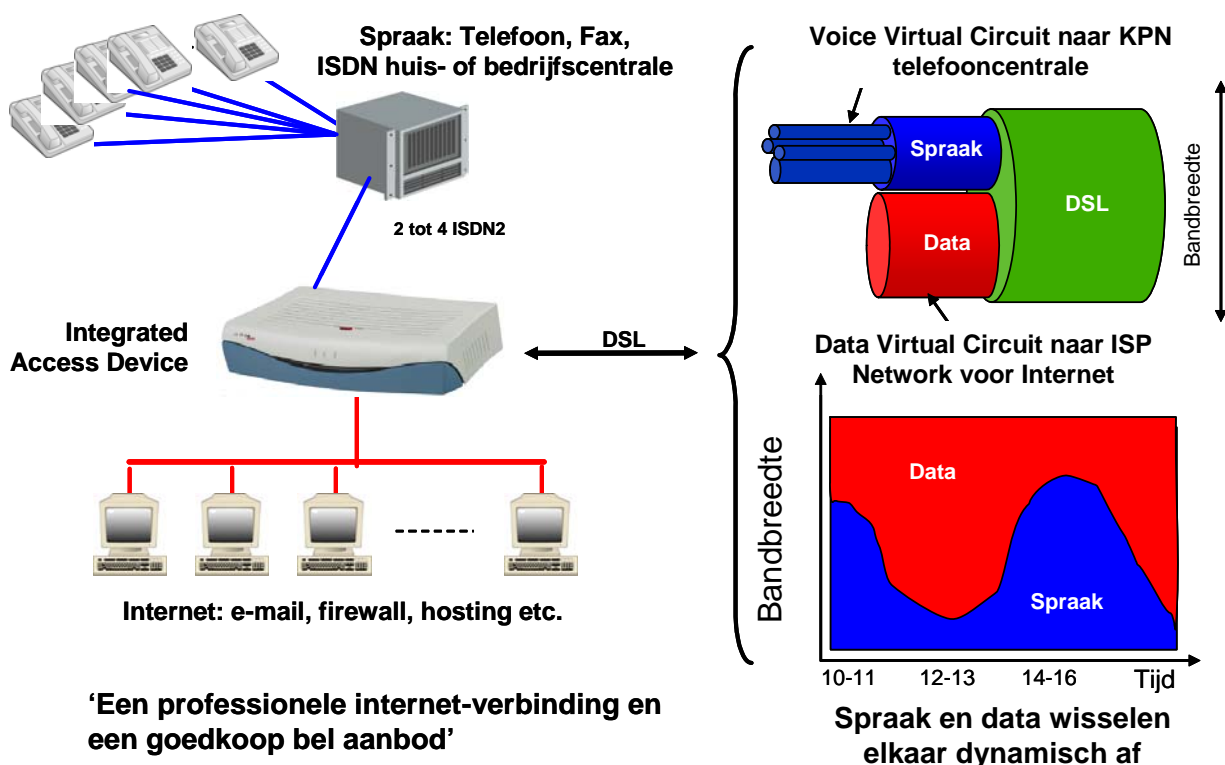 Spraak: Telefoon, Fax,
ISDN huis- of bedrijfscentrale
2 tot 4 ISDN2
Integrated
Access Device
DSL
Internet: e-mail, firewall, hosting etc.
‘Een professionele internet-verbinding en
een goedkoop bel aanbod’
Voice Virtual Circuit naar KPN
telefooncentrale
Spraak
DSL
Data
Bandbreedte
Data Virtual Circuit naar ISP
Network voor Internet
Bandbreedte
Data
Spraak
10-11
12-13
14-16
Tijd
Spraak en data wisselen
elkaar dynamisch af